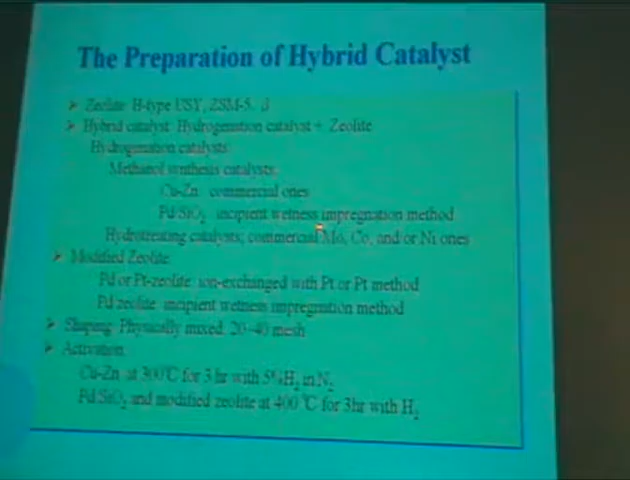 The Preparation of Hybrid Catalyst
➢ Zeolite: H-type USY, ZSM-5, β
➢ Hybrid catalyst: Hydrogenation catalyst + Zeolite
Hydrogenation catalysts:
Methanol synthesis catalysts;
Cu-Zn: commercial ones
Pd/SiO2: incipient wetness impregnation method
Hydrotreating catalysts; commercial Mo, Co, and/or Ni ones
➢ Modified Zeolite:
Pd or Pt-zeolite: ion-exchanged with Pt or Pt method
Pd/zeolite: incipient wetness impregnation method
➢ Shaping: Physically mixed: 20-40 mesh
➢ Activation:
Cu-Zn: at 300℃ for 3 hr with 5%H2 in N2
Pd/SiO2 and modified zeolite at 400 ℃ for 3hr with H2